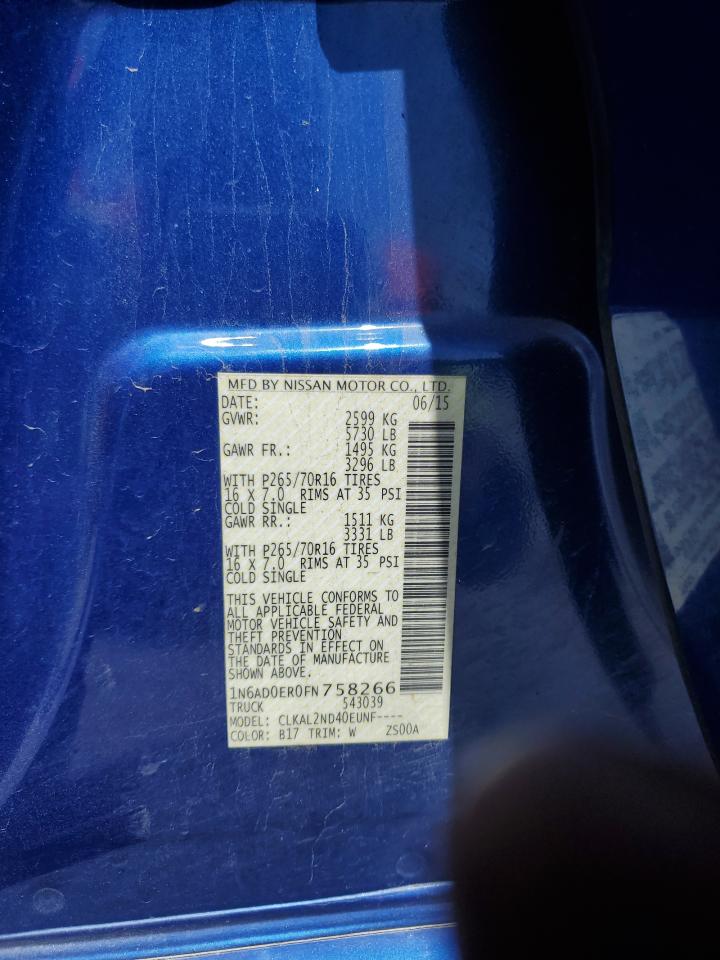 MFD BY NISSAN MOTOR CO., LTD.
DATE: 06/15
GVWR: 2599 KG
5730 LB
GAWR FR.: 1495 KG
3296 LB
WITH P265/70R16 TIRES
16 X 7.0 RIMS AT 35 PSI
COLD SINGLE
GAWR RR.: 1511 KG
3331 LB
WITH P265/70R16 TIRES
16 X 7.0 RIMS AT 35 PSI
COLD SINGLE
THIS VEHICLE CONFORMS TO
ALL APPLICABLE FEDERAL
MOTOR VEHICLE SAFETY AND
THEFT PREVENTION
STANDARDS IN EFFECT ON
THE DATE OF MANUFACTURE
SHOWN ABOVE.
1N6AD0ER0FN758266
TRUCK 543039
MODEL: CLKAL2ND40EUNF----
COLOR: B17 TRIM: W ZS00A